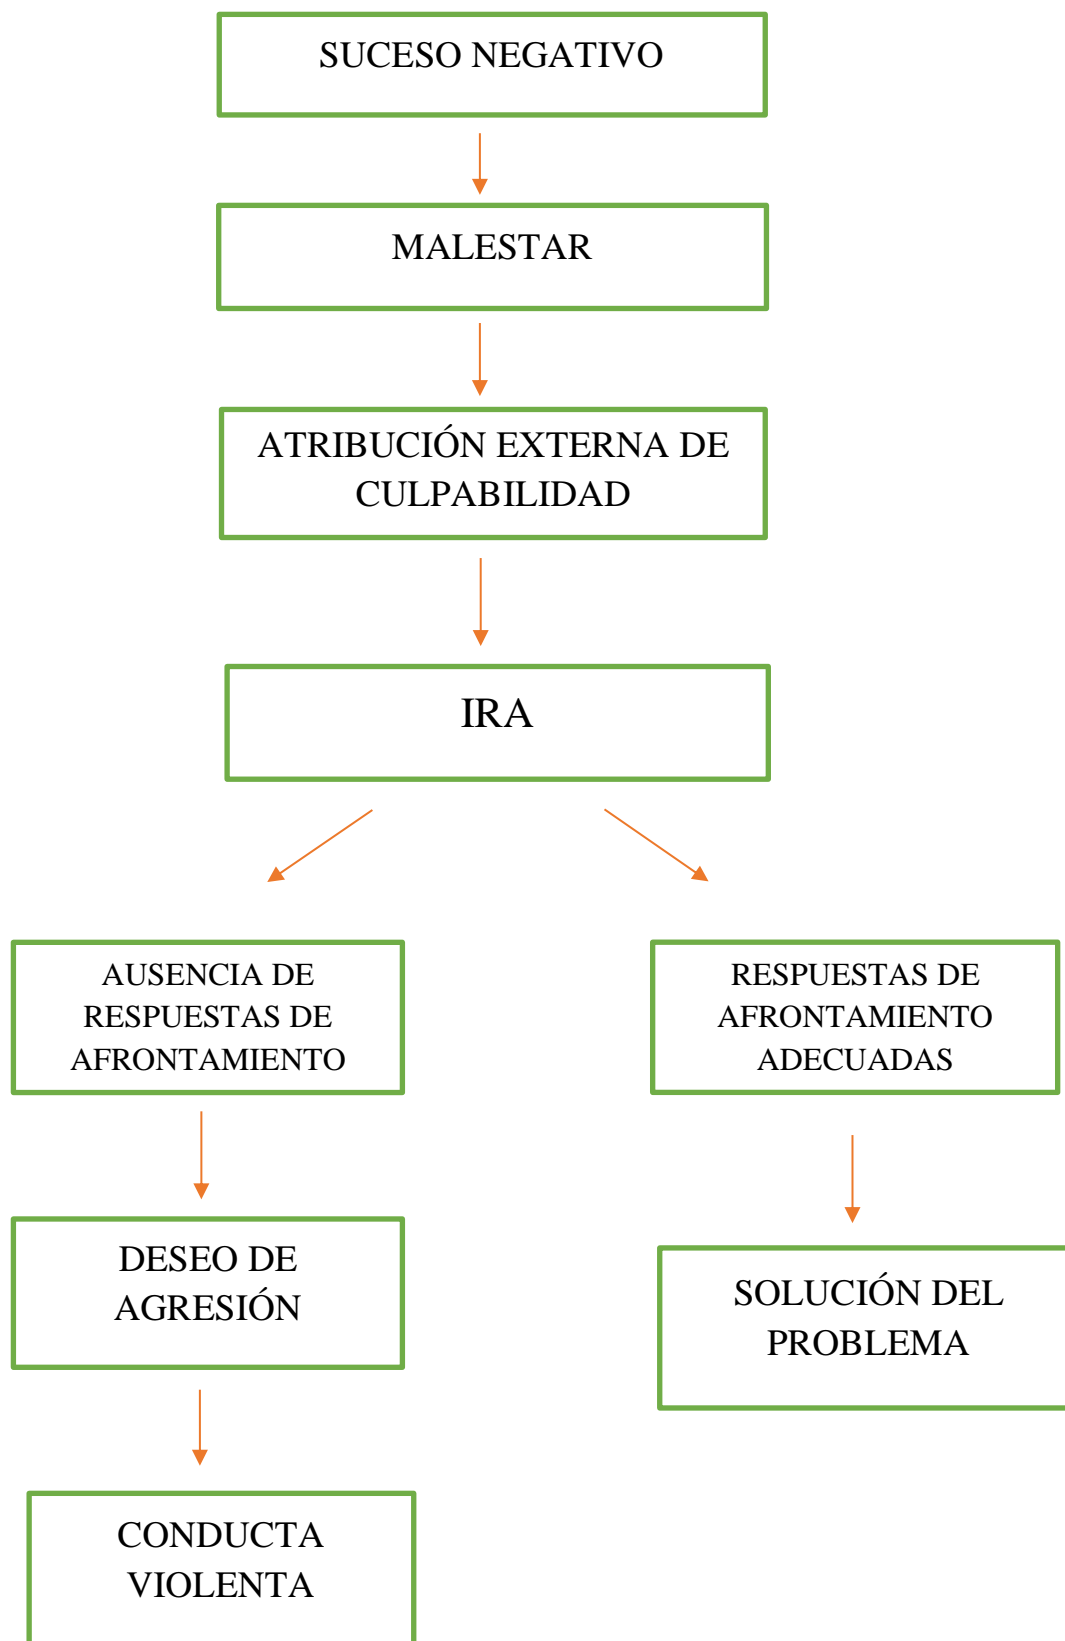 SUCESO NEGATIVO
MALESTAR
ATRIBUCIÓN EXTERNA DE
CULPABILIDAD
IRA
AUSENCIA DE
RESPUESTAS DE
AFRONTAMIENTO
RESPUESTAS DE
AFRONTAMIENTO
ADECUADAS
DESEO DE
AGRESIÓN
SOLUCIÓN DEL
PROBLEMA
CONDUCTA
VIOLENTA